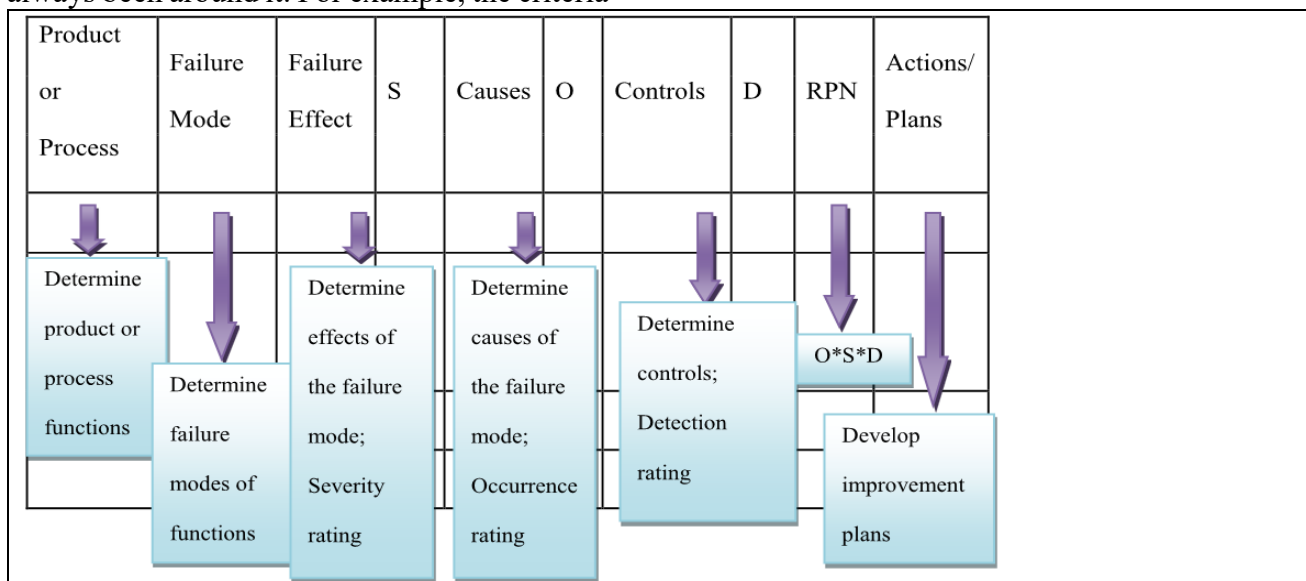 always been around it. For example, the criteria
Product
or
Process
Failure
Mode
Failure
Effect
S
Causes
O
Controls
D
RPN
Actions/
Plans
Determine
product or
process
functions
Determine
failure
modes of
functions
Determine
effects of
the failure
mode;
Severity
rating
Determine
causes of
the failure
mode;
Occurrence
rating
Determine
controls;
Detection
rating
O*S*D
Develop
improvement
plans